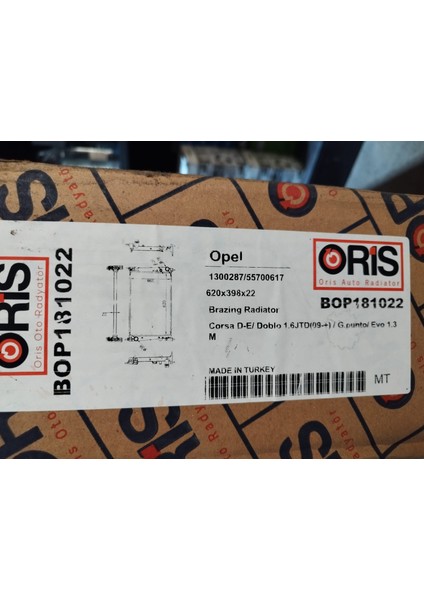 ORIS
Oris Oto Radyatör
BOP181022
Opel
1300287/55700617
620x398x22
Brazing Radiator
Corsa D-E/ Doblo 1.6JTD(09->) / G.punto/ Evo 1.3
M
MADE IN TURKEY
ORIS
Oris Auto Radiator
BOP181022
MT